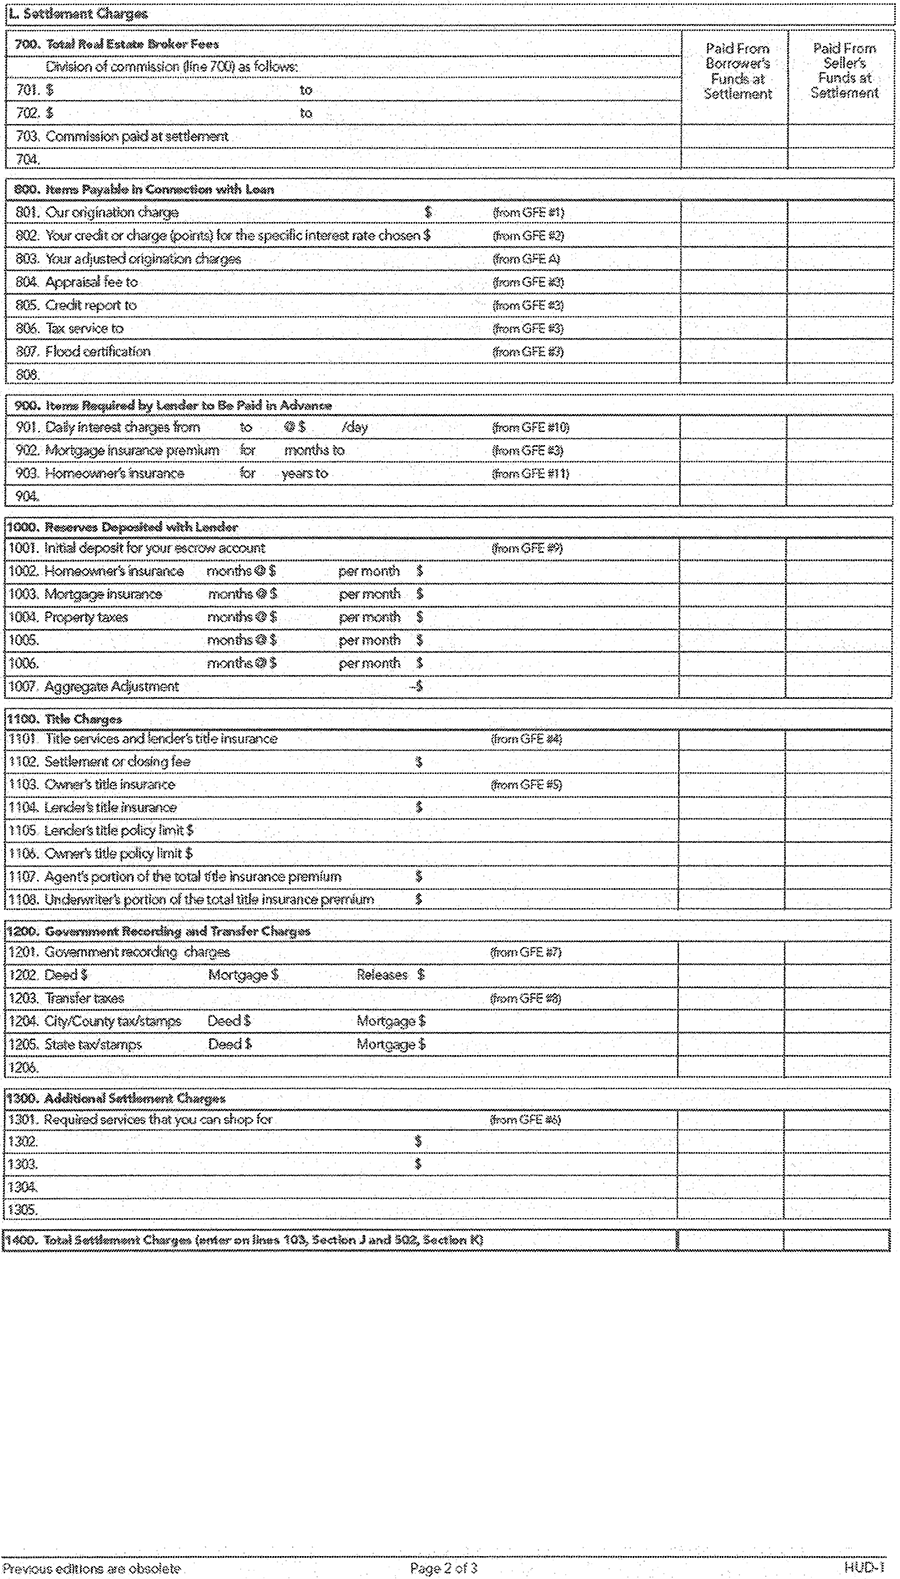 L. Settlement Charges
700. Total Real Estate Broker Fees
Paid From Borrower's Funds at Settlement
Paid From Seller's Funds at Settlement
Division of commission (line 700) as follows:
701. $ to
702. $ to
703. Commission paid at settlement
704.
800. Items Payable in Connection with Loan
801. Our origination charge $ (from GFE #1)
802. Your credit or charge (points) for the specific interest rate chosen $ (from GFE #2)
803. Your adjusted origination charges (from GFE A)
804. Appraisal fee to (from GFE #3)
805. Credit report to (from GFE #3)
806. Tax service to (from GFE #3)
807. Flood certification (from GFE #3)
808.
900. Items Required by Lender to Be Paid in Advance
901. Daily interest charges from to @ $ /day (from GFE #10)
902. Mortgage insurance premium for months to (from GFE #3)
903. Homeowner's insurance for years to (from GFE #11)
904.
1000. Reserves Deposited with Lender
1001. Initial deposit for your escrow account (from GFE #9)
1002. Homeowner's insurance months @ $ per month $
1003. Mortgage insurance months @ $ per month $
1004. Property taxes months @ $ per month $
1005. months @ $ per month $
1006. months @ $ per month $
1007. Aggregate Adjustment -$
1100. Title Charges
1101. Title services and lender's title insurance (from GFE #4)
1102. Settlement or closing fee $
1103. Owner's title insurance (from GFE #5)
1104. Lender's title insurance $
1105. Lender's title policy limit $
1106. Owner's title policy limit $
1107. Agent's portion of the total title insurance premium $
1108. Underwriter's portion of the total title insurance premium $
1200. Government Recording and Transfer Charges
1201. Government recording charges (from GFE #7)
1202. Deed $ Mortgage $ Releases $
1203. Transfer taxes (from GFE #8)
1204. City/County tax/stamps Deed $ Mortgage $
1205. State tax/stamps Deed $ Mortgage $
1206.
1300. Additional Settlement Charges
1301. Required services that you can shop for (from GFE #6)
1302. $
1303. $
1304.
1305.
1400. Total Settlement Charges (enter on lines 103, Section J and 502, Section K)
Previous editions are obsolete Page 2 of 3 HUD-1